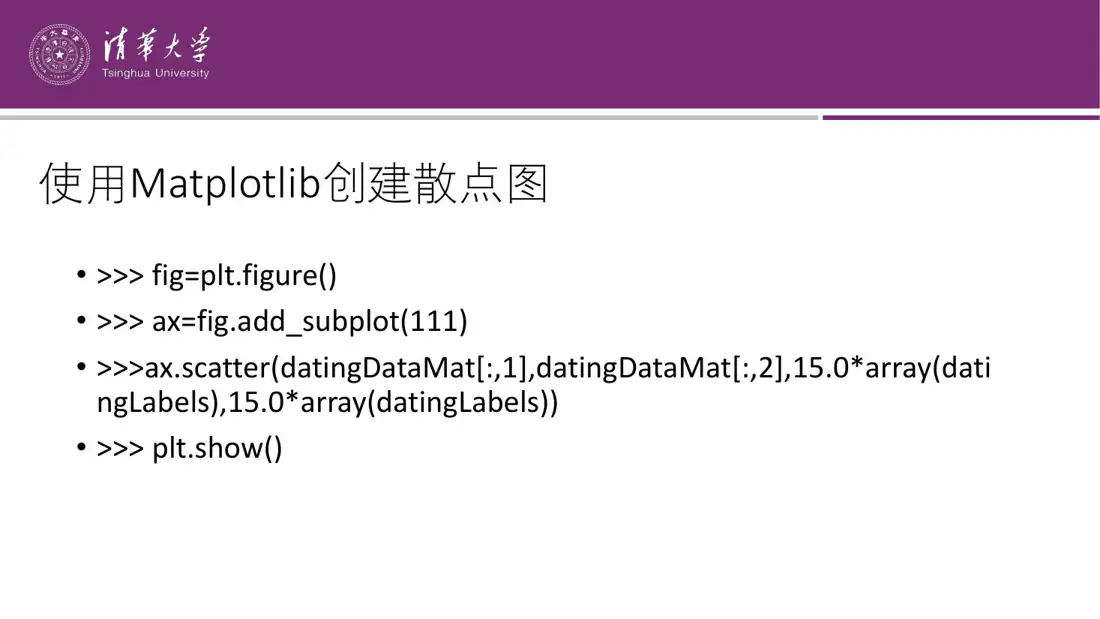 清华大学
Tsinghua University
使用Matplotlib创建散点图
• >>> fig=plt.figure()
• >>> ax=fig.add_subplot(111)
• >>>ax.scatter(datingDataMat[:,1],datingDataMat[:,2],15.0*array(dati
ngLabels),15.0*array(datingLabels))
• >>> plt.show()